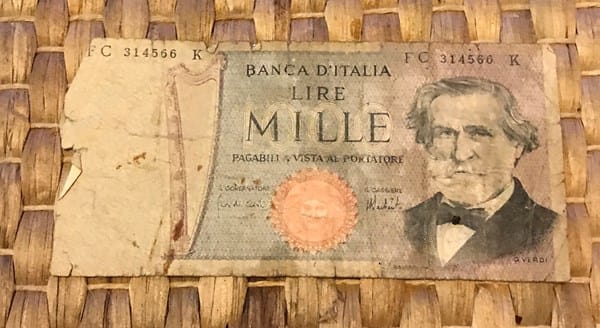 FC 314566 K
FC 314566 K
BANCA D'ITALIA
LIRE
MILLE
PAGABILI A VISTA AL PORTATORE
IL GOVERNATORE
IL CASSIERE
G. VERDI